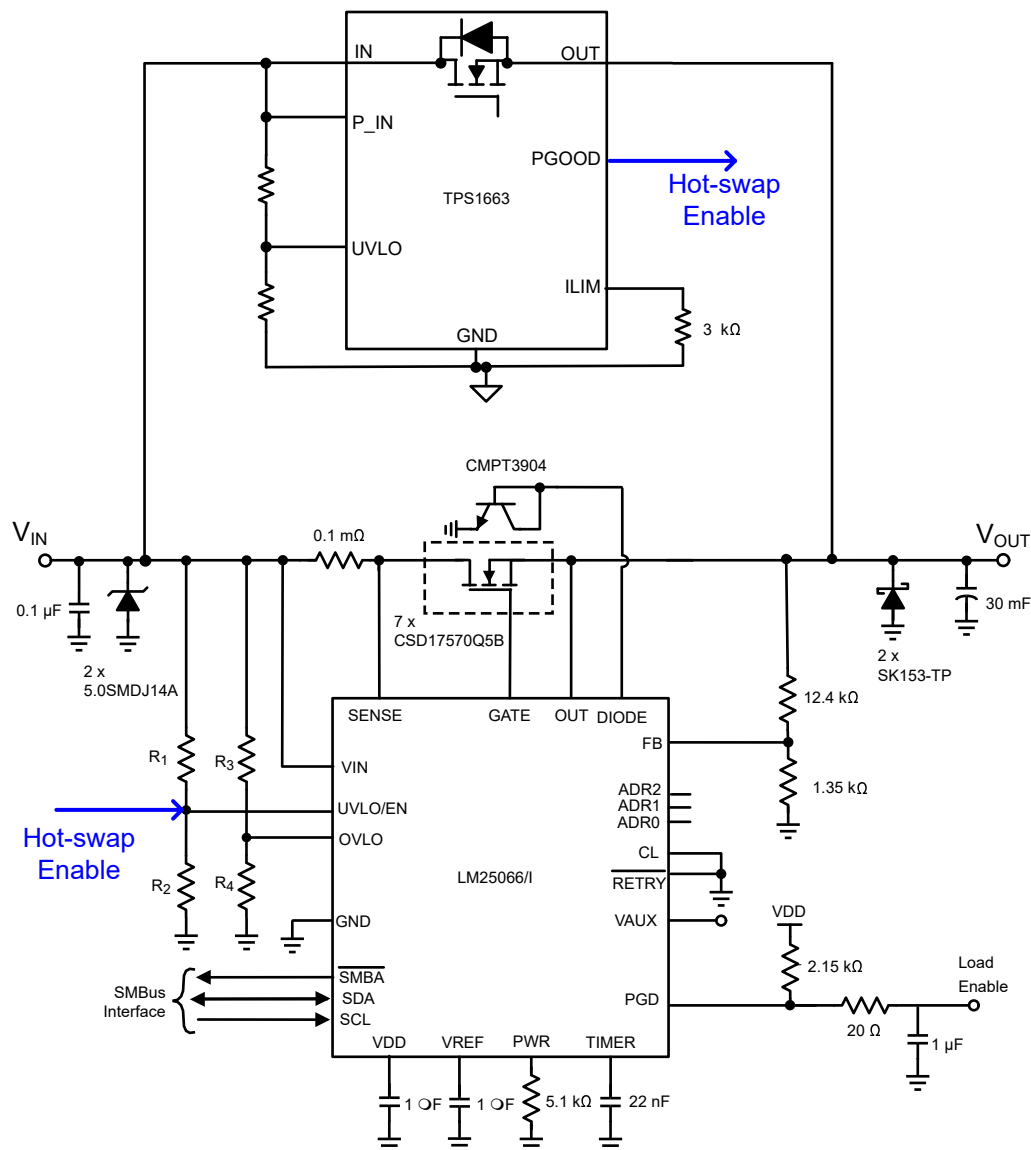 IN
OUT
P_IN
PGOOD
Hot-swap
Enable
TPS1663
UVLO
ILIM
3 kΩ
GND
CMPT3904
VIN
0.1 mΩ
VOUT
0.1 µF
30 mF
7 x
CSD17570Q5B
2 x
5.0SMDJ14A
2 x
SK153-TP
SENSE
GATE
OUT
DIODE
12.4 kΩ
FB
R1
R3
VIN
1.35 kΩ
ADR2
ADR1
ADR0
UVLO/EN
Hot-swap
Enable
OVLO
CL
R2
R4
LM25066/I
RETRY
GND
VAUX
VDD
SMBA
2.15 kΩ
Load
Enable
SMBus
Interface
SDA
PGD
SCL
20 Ω
VDD
VREF
PWR
TIMER
1 µF
1 ❍F
1 ❍F
5.1 kΩ
22 nF